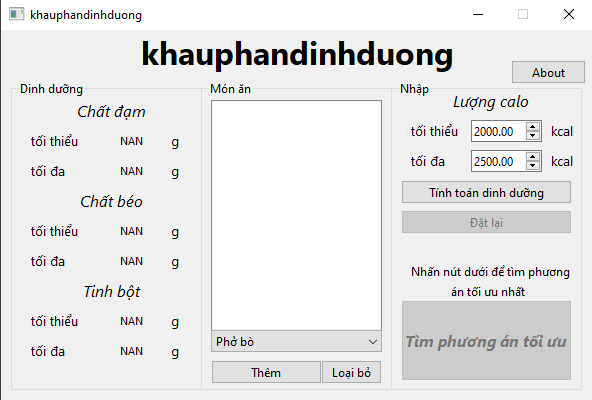 khauphandinhduong
khauphandinhduong
About
Dinh dưỡng
Chất đạm
tối thiểu NAN g
tối đa NAN g
Chất béo
tối thiểu NAN g
tối đa NAN g
Tinh bột
tối thiểu NAN g
tối đa NAN g
Món ăn
Phở bò
Thêm
Loại bỏ
Nhập
Lượng calo
tối thiểu 2000.00 kcal
tối đa 2500.00 kcal
Tính toán dinh dưỡng
Đặt lại
Nhấn nút dưới để tìm phương
án tối ưu nhất
Tìm phương án tối ưu